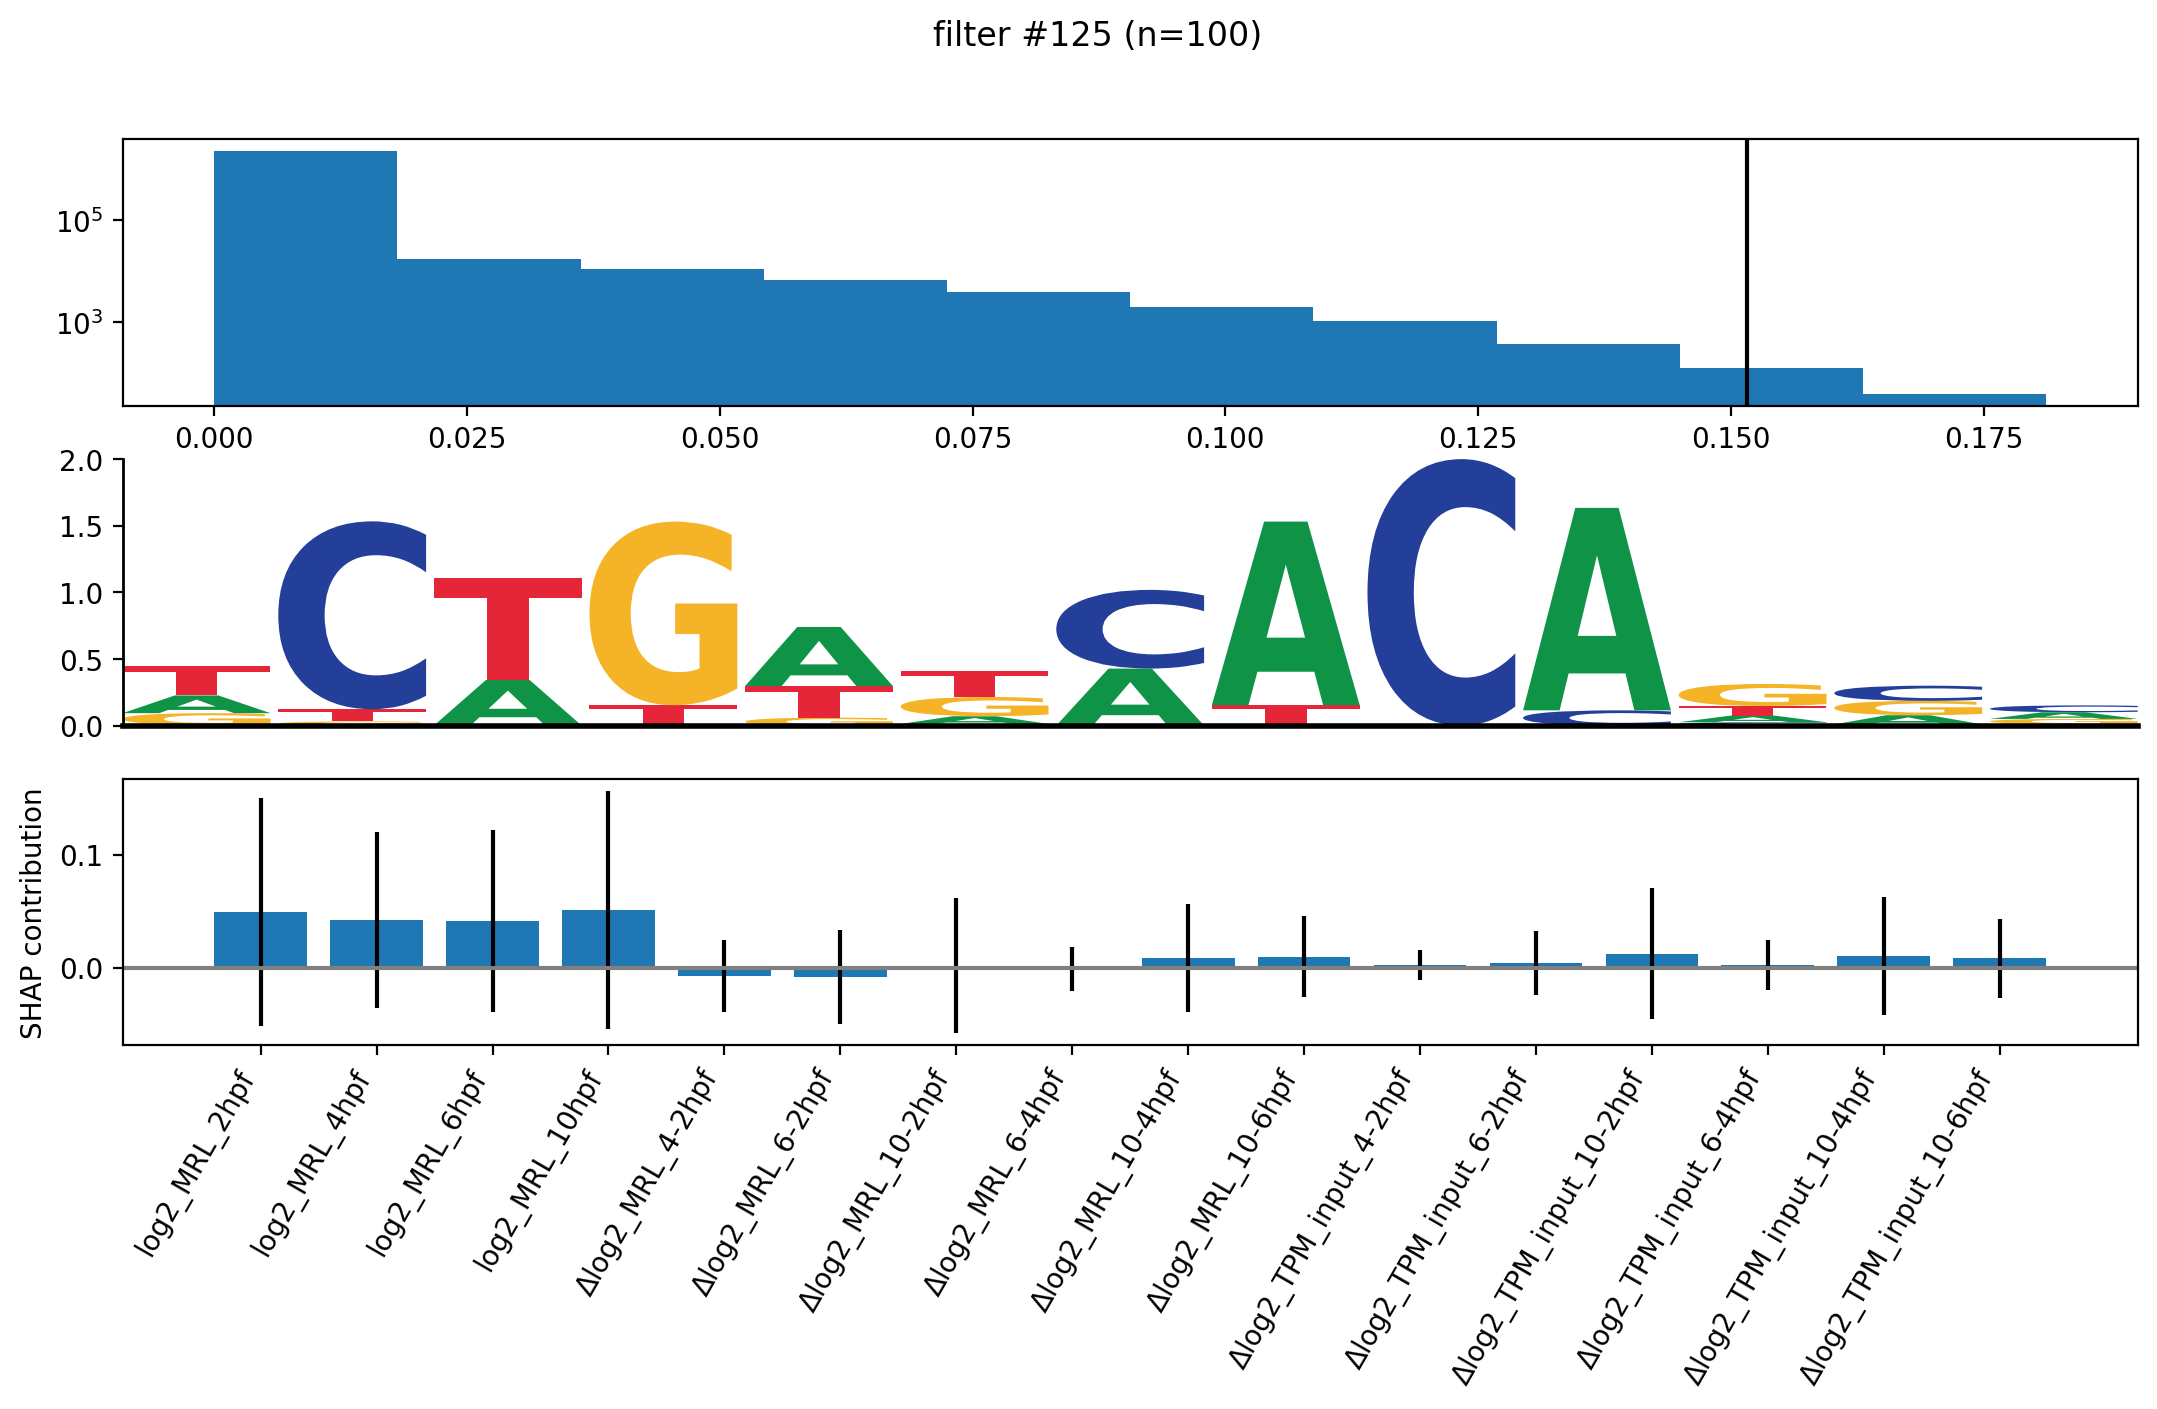 filter #125 (n=100)
10^5
10^3
0.000 0.025 0.050 0.075 0.100 0.125 0.150 0.175
2.0
1.5
1.0
0.5
0.0
T C T G A T C A C A G C C
A T A T T G A T C T G A
G G G A A A G
SHAP contribution
0.1
0.0
log2_MRL_2hpf
log2_MRL_4hpf
log2_MRL_6hpf
log2_MRL_10hpf
Δlog2_MRL_4-2hpf
Δlog2_MRL_6-2hpf
Δlog2_MRL_10-2hpf
Δlog2_MRL_6-4hpf
Δlog2_MRL_10-4hpf
Δlog2_MRL_10-6hpf
Δlog2_TPM_input_4-2hpf
Δlog2_TPM_input_6-2hpf
Δlog2_TPM_input_10-2hpf
Δlog2_TPM_input_6-4hpf
Δlog2_TPM_input_10-4hpf
Δlog2_TPM_input_10-6hpf